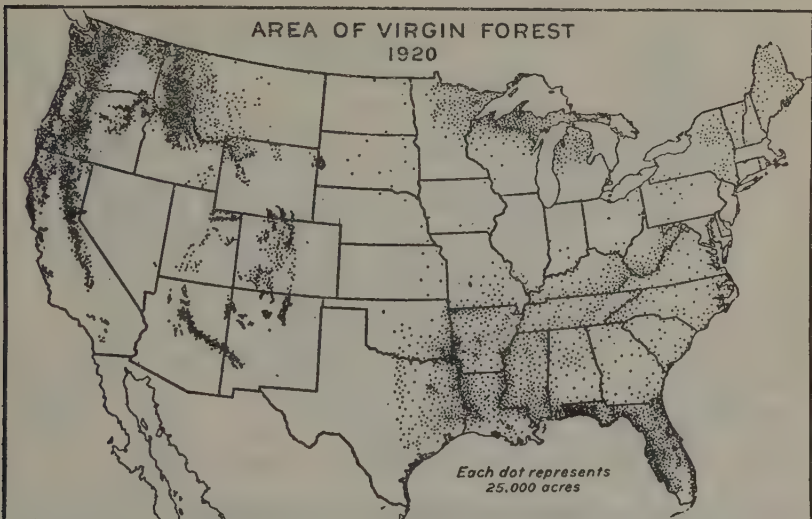 AREA OF VIRGIN FOREST
1920
Each dot represents
25,000 acres